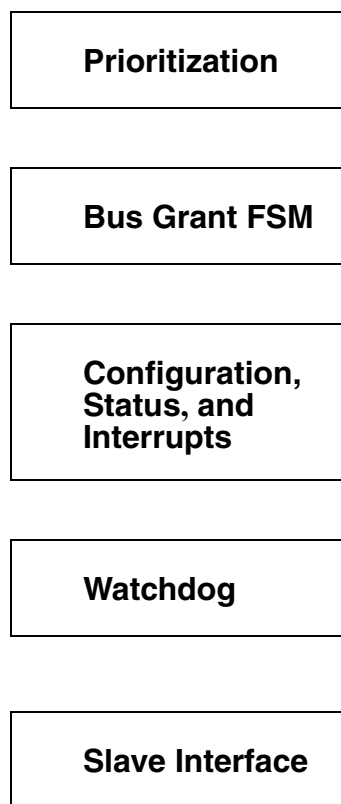 Prioritization
Bus Grant FSM
Configuration,
Status, and
Interrupts
Watchdog
Slave Interface